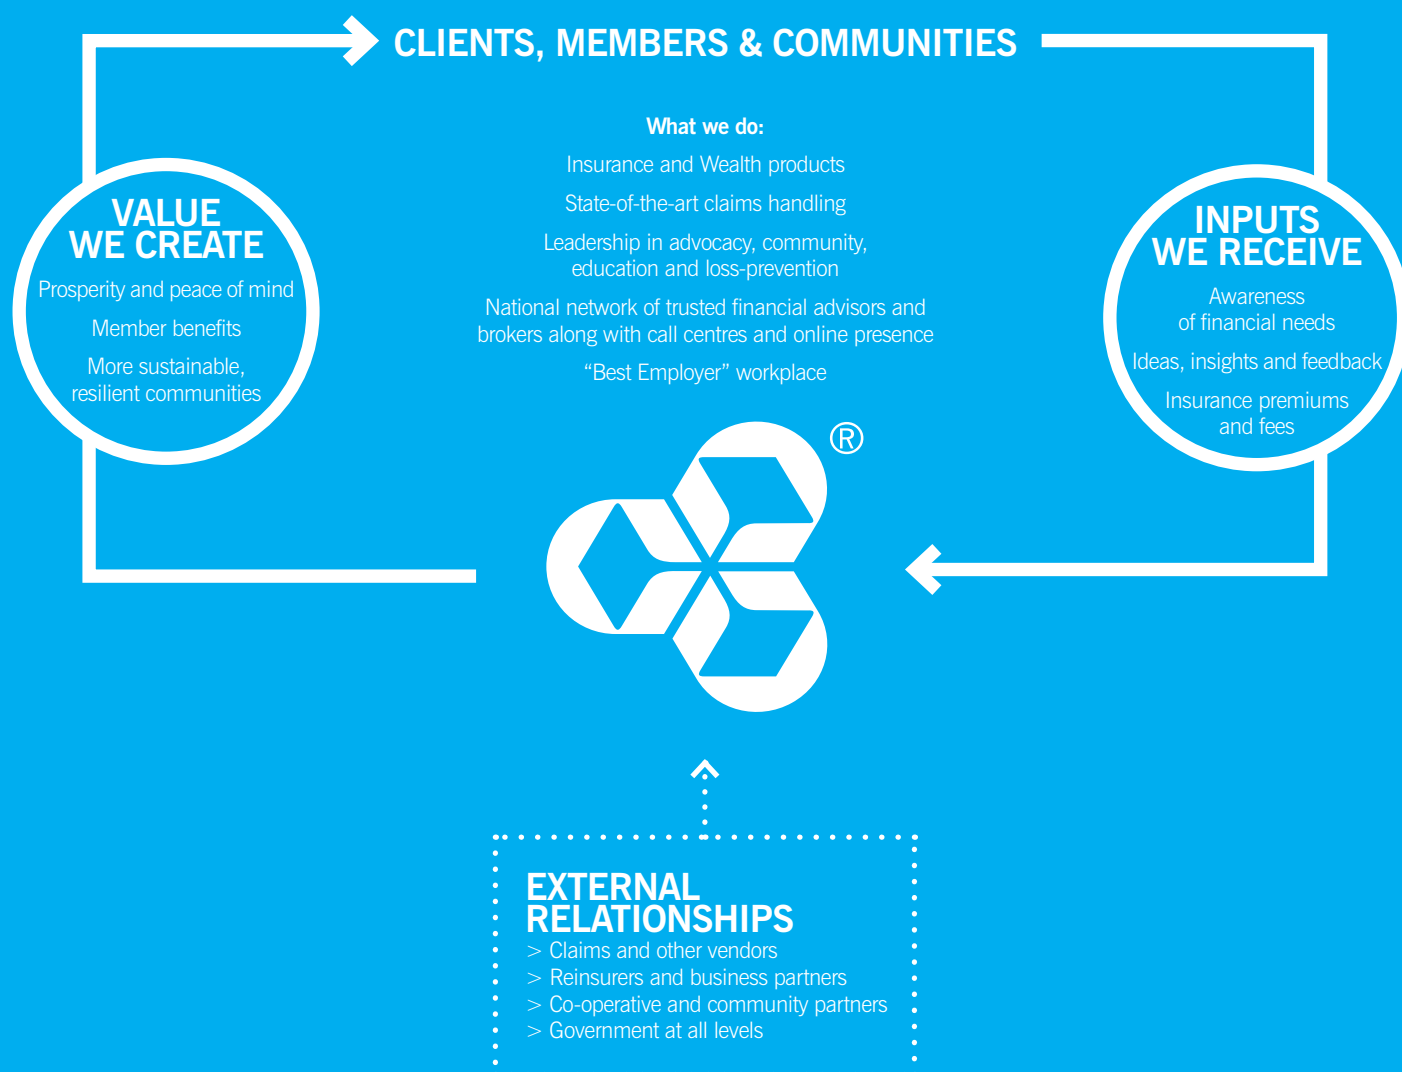 CLIENTS, MEMBERS & COMMUNITIES
What we do:
Insurance and Wealth products
State-of-the-art claims handling
Leadership in advocacy, community,
education and loss-prevention
National network of trusted financial advisors and
brokers along with call centres and online presence
“Best Employer” workplace
VALUE
WE CREATE
Prosperity and peace of mind
Member benefits
More sustainable,
resilient communities
INPUTS
WE RECEIVE
Awareness
of financial needs
Ideas, insights and feedback
Insurance premiums
and fees
®
EXTERNAL
RELATIONSHIPS
> Claims and other vendors
> Reinsurers and business partners
> Co-operative and community partners
> Government at all levels